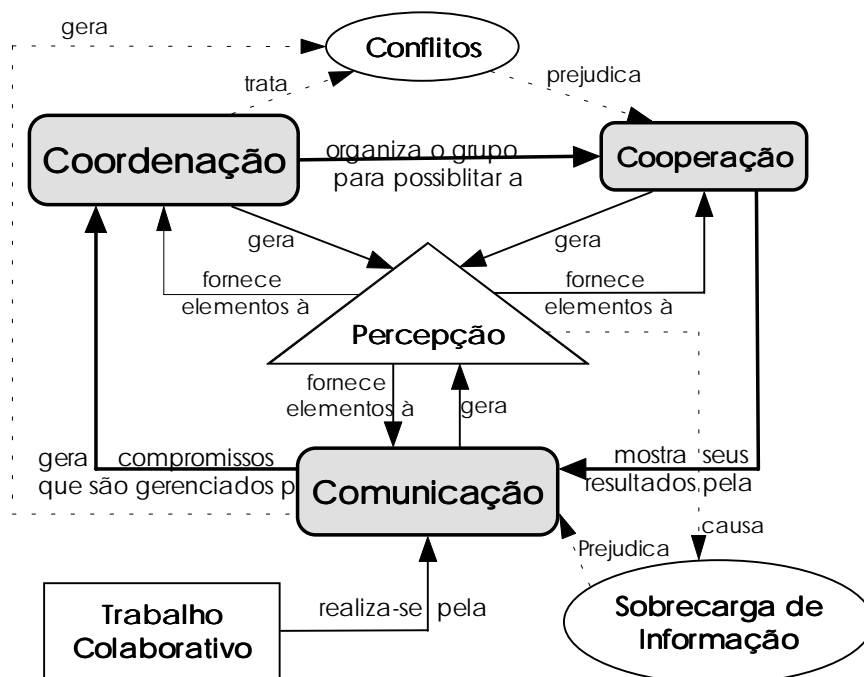 gera
Conflitos
trata
prejudica
Coordenação
organiza o grupo
para possiblitar a
Cooperação
gera
gera
fornece
elementos à
fornece
elementos à
Percepção
fornece
elementos à
gera
gera compromissos
que são gerenciados p
Comunicação
mostra seus
resultados pela
causa
Prejudica
Trabalho
Colaborativo
realiza-se pela
Sobrecarga de
Informação